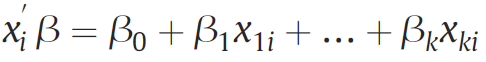 x_i' β = β_0 + β_1 x_{1i} + ... + β_k x_{ki}